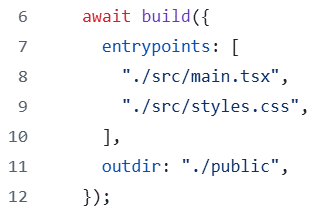 6 await build({
7 entrypoints: [
8 "./src/main.tsx",
9 "./src/styles.css",
10 ],
11 outdir: "./public",
12 });